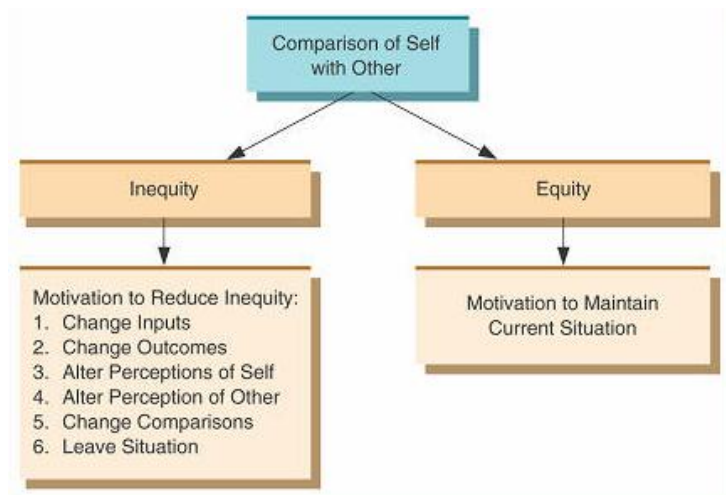 Comparison of Self
with Other
Inequity
Equity
Motivation to Reduce Inequity:
1. Change Inputs
2. Change Outcomes
3. Alter Perceptions of Self
4. Alter Perception of Other
5. Change Comparisons
6. Leave Situation
Motivation to Maintain
Current Situation